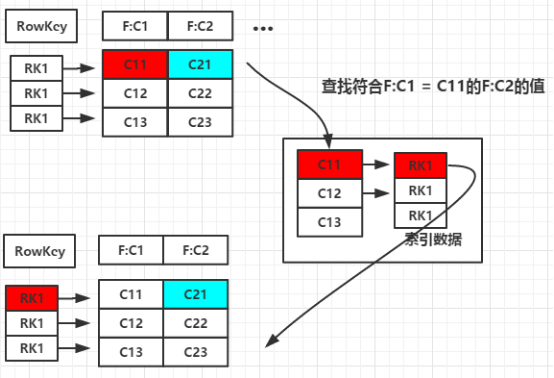 RowKey F:C1 F:C2 ...
RK1 C11 C21
RK1 C12 C22
RK1 C13 C23
查找符合F:C1 = C11的F:C2的值
C11 RK1
C12 RK1
C13 RK1
索引数据
RowKey F:C1 F:C2
RK1 C11 C21
RK1 C12 C22
RK1 C13 C23